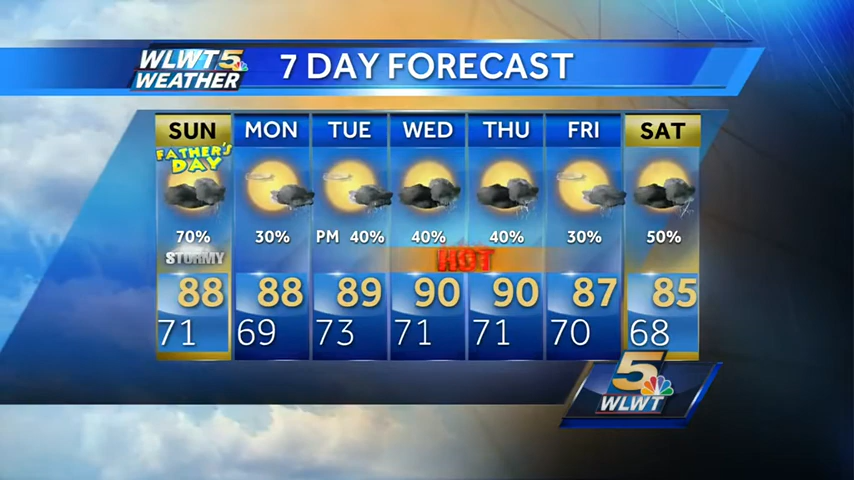 WLWT 5
WEATHER
7 DAY FORECAST
SUN MON TUE WED THU FRI SAT
FATHER'S
DAY
70% 30% PM 40% 40% 40% 30% 50%
STORMY
HOT
88 88 89 90 90 87 85
71 69 73 71 71 70 68
5
WLWT